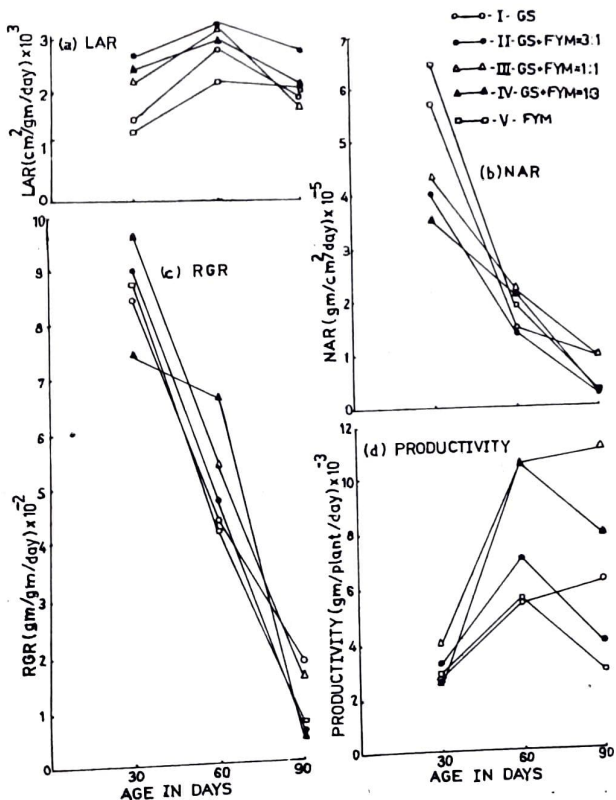 (a) LAR
LAR(cm²/gm/day)×10³
3
2
1
0
o - I - GS
● - II - GS+FYM=3:1
△ - III - GS+FYM=1:1
▲ - IV - GS+FYM=1:3
□ - V - FYM
(b) NAR
NAR(gm/cm²/day)×10⁻⁵
7
6
5
4
3
2
1
0
(c) RGR
RGR(gm/gm/day)×10⁻²
10
9
8
7
6
5
4
3
2
1
0
30
60
90
AGE IN DAYS
(d) PRODUCTIVITY
PRODUCTIVITY(gm/plant/day)×10⁻³
12
10
8
6
4
2
0
30
60
90
AGE IN DAYS